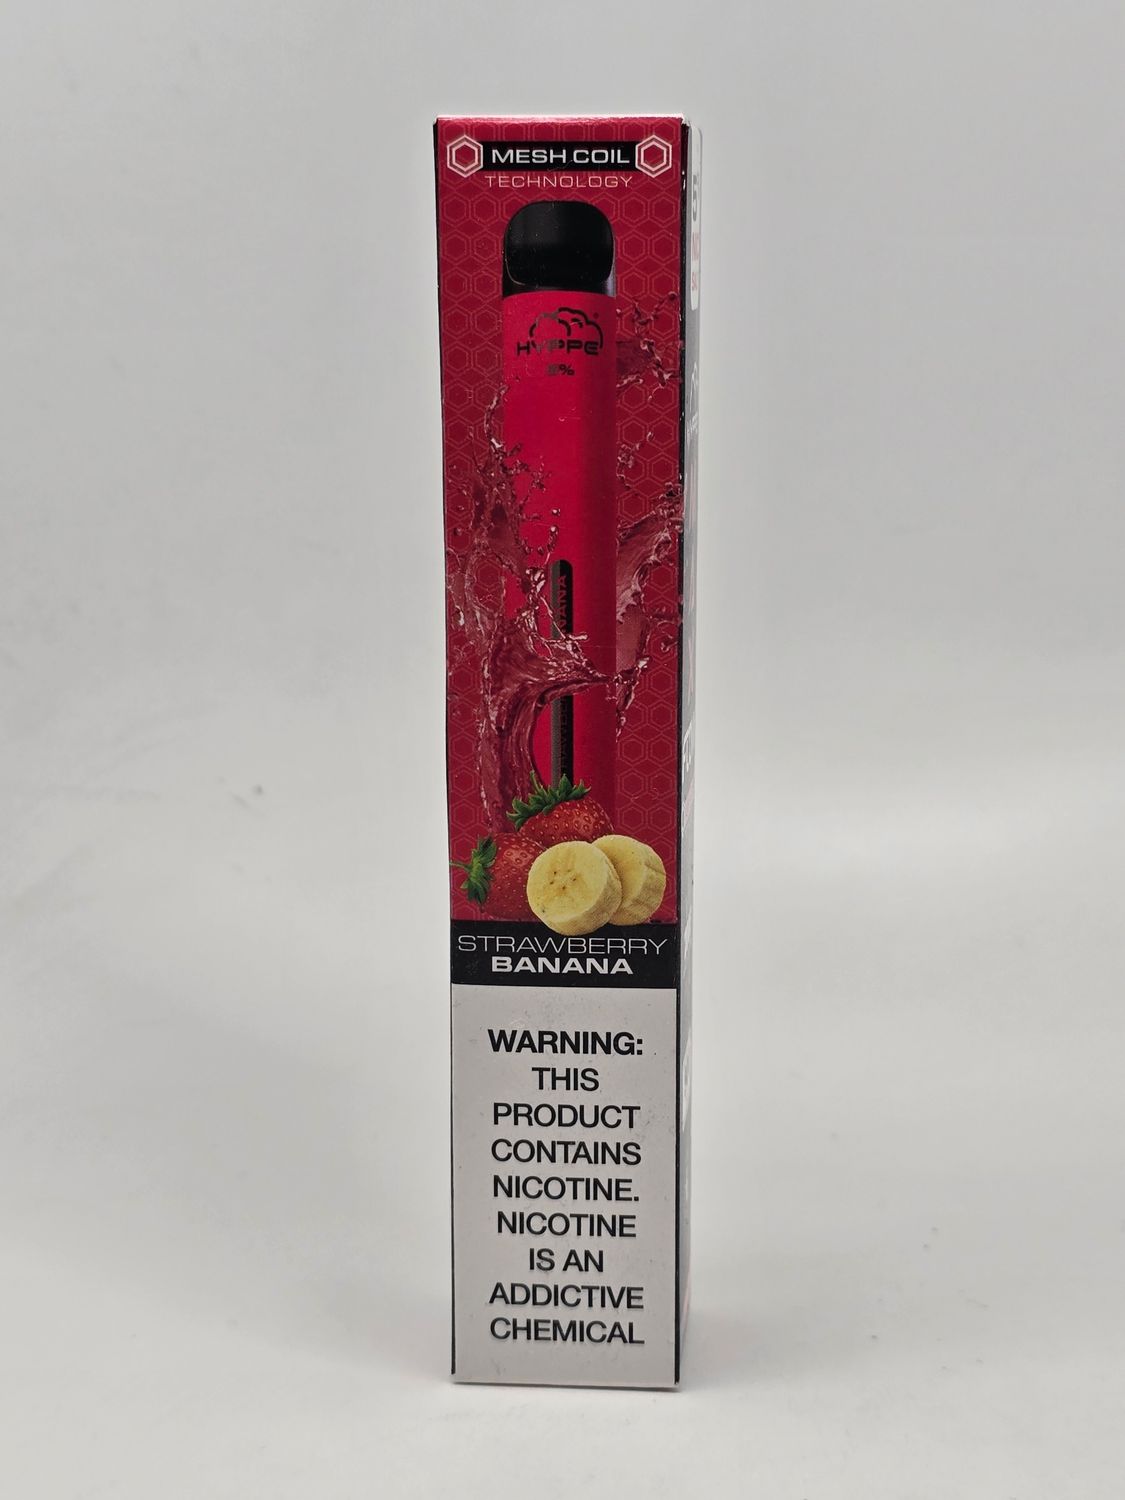 MESH COIL
TECHNOLOGY
HYPPE
STRAWBERRY
BANANA
WARNING:
THIS
PRODUCT
CONTAINS
NICOTINE.
NICOTINE
IS AN
ADDICTIVE
CHEMICAL